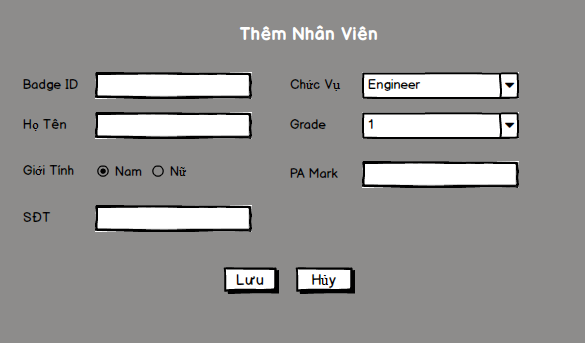 Thêm Nhân Viên
Badge ID
Chức Vụ
Engineer
Họ Tên
Grade
1
Giới Tính
Nam
Nữ
PA Mark
SĐT
Lưu
Hủy